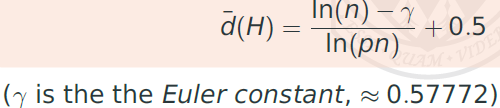 d̄(H) = (ln(n) − γ) / ln(pn) + 0.5
(γ is the the Euler constant, ≈ 0.57772)